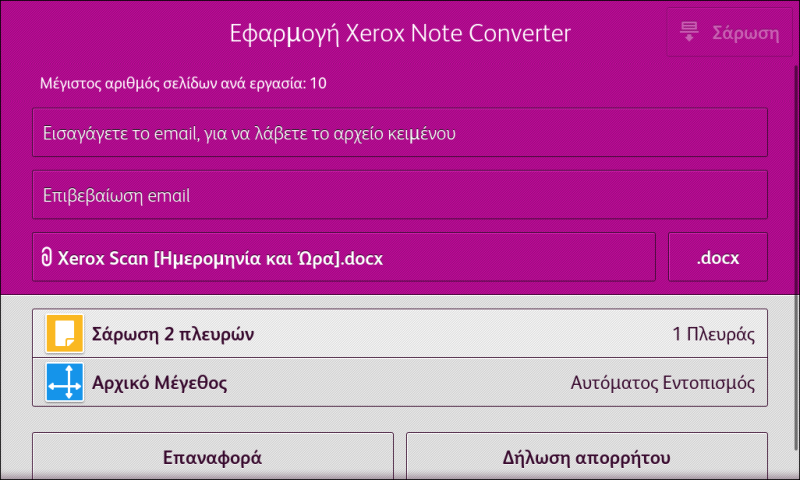 Εφαρμογή Xerox Note Converter
Σάρωση
Μέγιστος αριθμός σελίδων ανά εργασία: 10
Εισαγάγετε το email, για να λάβετε το αρχείο κειμένου
Επιβεβαίωση email
Xerox Scan [Ημερομηνία και Ώρα].docx
.docx
Σάρωση 2 πλευρών
1 Πλευράς
Αρχικό Μέγεθος
Αυτόματος Εντοπισμός
Επαναφορά
Δήλωση απορρήτου